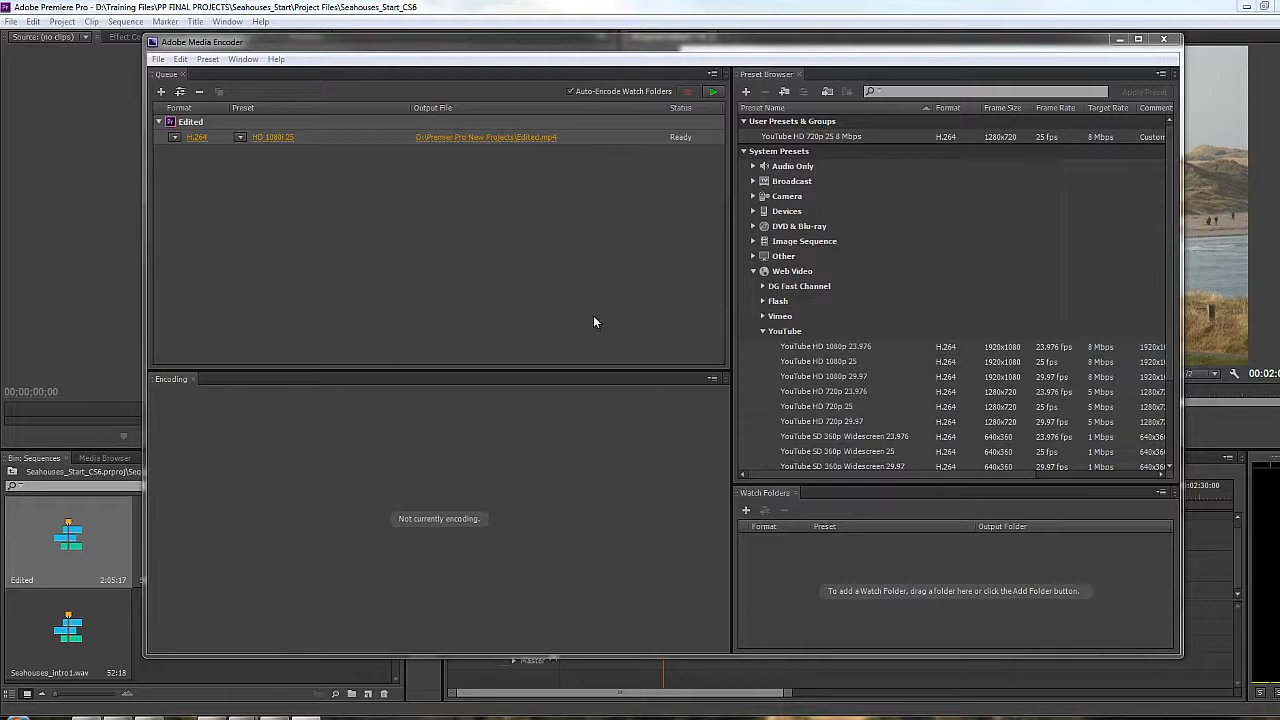 Adobe Premiere Pro - D:\Training Files\PP FINAL PROJECTS\Seahouses_Start\Project Files\Seahouses_Start_CS6
File Edit Project Clip Sequence Marker Title Window Help
Source: (no clips) Effect Co
Adobe Media Encoder
File Edit Preset Window Help
Queue
Auto-Encode Watch Folders
Format Preset Output File Status
Edited
H.264 HD 1080i 25 D:\Premier Pro New Projects\Edited.mp4 Ready
Preset Browser
Apply Preset
Preset Name Format Frame Size Frame Rate Target Rate Comment
User Presets & Groups
YouTube HD 720p 25 8 Mbps H.264 1280x720 25 fps 8 Mbps Custom
System Presets
Audio Only
Broadcast
Camera
Devices
DVD & Blu-ray
Image Sequence
Other
Web Video
DG Fast Channel
Flash
Vimeo
YouTube
YouTube HD 1080p 23.976 H.264 1920x1080 23.976 fps 8 Mbps 1920x1
YouTube HD 1080p 25 H.264 1920x1080 25 fps 8 Mbps 1920x1
YouTube HD 1080p 29.97 H.264 1920x1080 29.97 fps 8 Mbps 1920x1
YouTube HD 720p 23.976 H.264 1280x720 23.976 fps 5 Mbps 1280x7
YouTube HD 720p 25 H.264 1280x720 25 fps 5 Mbps 1280x7
YouTube HD 720p 29.97 H.264 1280x720 29.97 fps 5 Mbps 1280x7
YouTube SD 360p Widescreen 23.976 H.264 640x360 23.976 fps 1 Mbps 640x36
YouTube SD 360p Widescreen 25 H.264 640x360 25 fps 1 Mbps 640x36
YouTube SD 360p Widescreen 29.97 H.264 640x360 29.97 fps 1 Mbps 640x36
Encoding
Not currently encoding.
Watch Folders
Format Preset Output Folder
To add a Watch Folder, drag a folder here or click the Add Folder button.
00;00;00;00
/2 00:02:0
Bin: Sequences Media Browser
Seahouses_Start_CS6.prproj\Seq
Edited 2:05:17
Seahouses_intro1.wav 52:18
00:02:30:00
Master